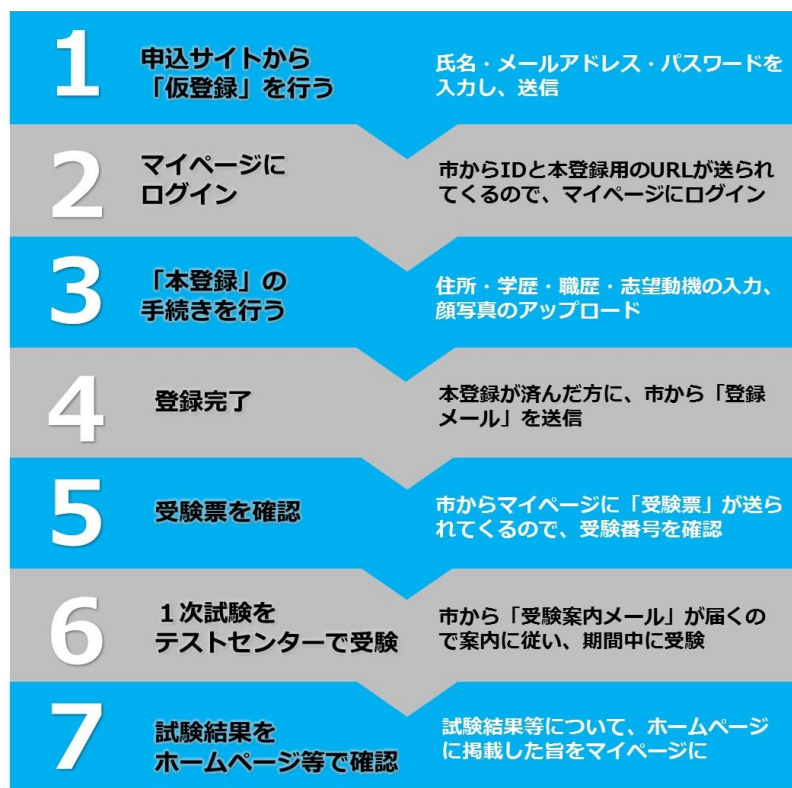 1
申込サイトから
「仮登録」を行う
氏名・メールアドレス・パスワードを
入力し、送信
2
マイページに
ログイン
市からIDと本登録用のURLが送られ
てくるので、マイページにログイン
3
「本登録」の
手続きを行う
住所・学歴・職歴・志望動機の入力、
顔写真のアップロード
4
登録完了
本登録が済んだ方に、市から「登録
メール」を送信
5
受験票を確認
市からマイページに「受験票」が送ら
れてくるので、受験番号を確認
6
１次試験を
テストセンターで受験
市から「受験案内メール」が届くの
で案内に従い、期間中に受験
7
試験結果を
ホームページ等で確認
試験結果等について、ホームページ
に掲載した旨をマイページに